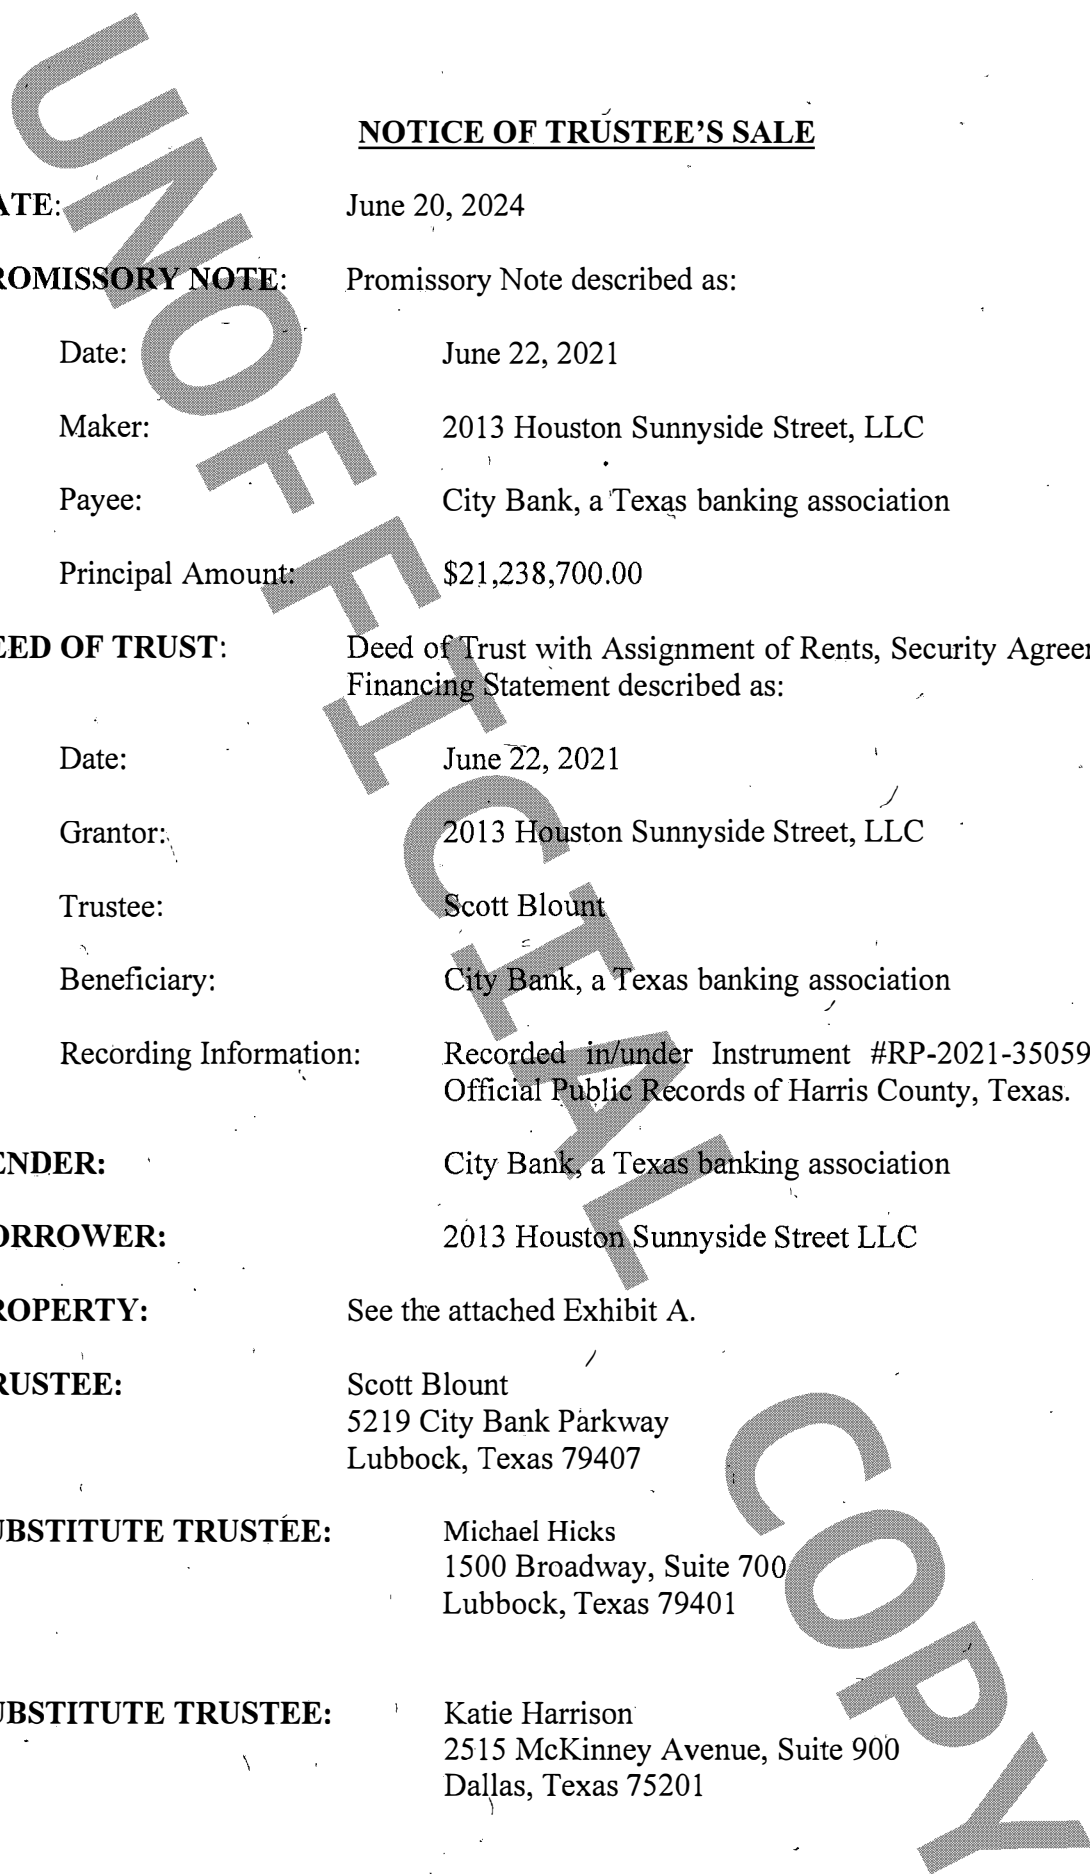 NOTICE OF TRUSTEE'S SALE
ATE: June 20, 2024
ROMISSORY NOTE: Promissory Note described as:
Date: June 22, 2021
Maker: 2013 Houston Sunnyside Street, LLC
Payee: City Bank, a Texas banking association
Principal Amount: $21,238,700.00
EED OF TRUST: Deed of Trust with Assignment of Rents, Security Agreer
Financing Statement described as:
Date: June 22, 2021
Grantor: 2013 Houston Sunnyside Street, LLC
Trustee: Scott Blount
Beneficiary: City Bank, a Texas banking association
Recording Information: Recorded in/under Instrument #RP-2021-35059
Official Public Records of Harris County, Texas.
ENDER: City Bank, a Texas banking association
ORROWER: 2013 Houston Sunnyside Street LLC
ROPERTY: See the attached Exhibit A.
RUSTEE: Scott Blount
5219 City Bank Parkway
Lubbock, Texas 79407
UBSTITUTE TRUSTEE: Michael Hicks
1500 Broadway, Suite 700
Lubbock, Texas 79401
UBSTITUTE TRUSTEE: Katie Harrison
2515 McKinney Avenue, Suite 900
Dallas, Texas 75201
UNOFFICIAL COPY